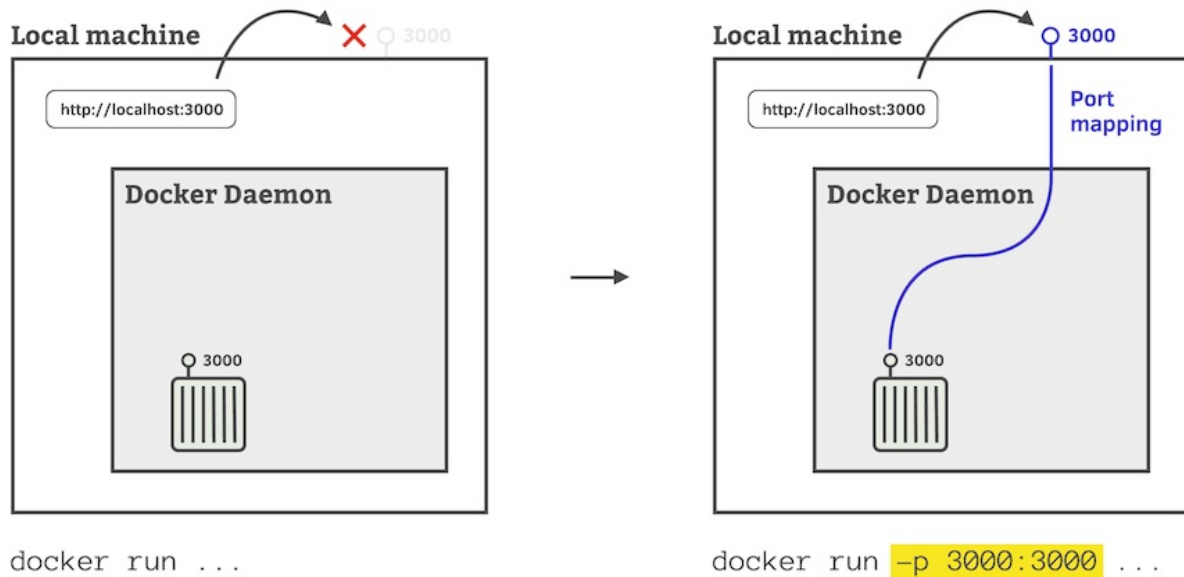 Local machine
3000
http://localhost:3000
Docker Daemon
3000
docker run ...
Local machine
3000
http://localhost:3000
Port
mapping
Docker Daemon
3000
docker run –p 3000:3000 ...